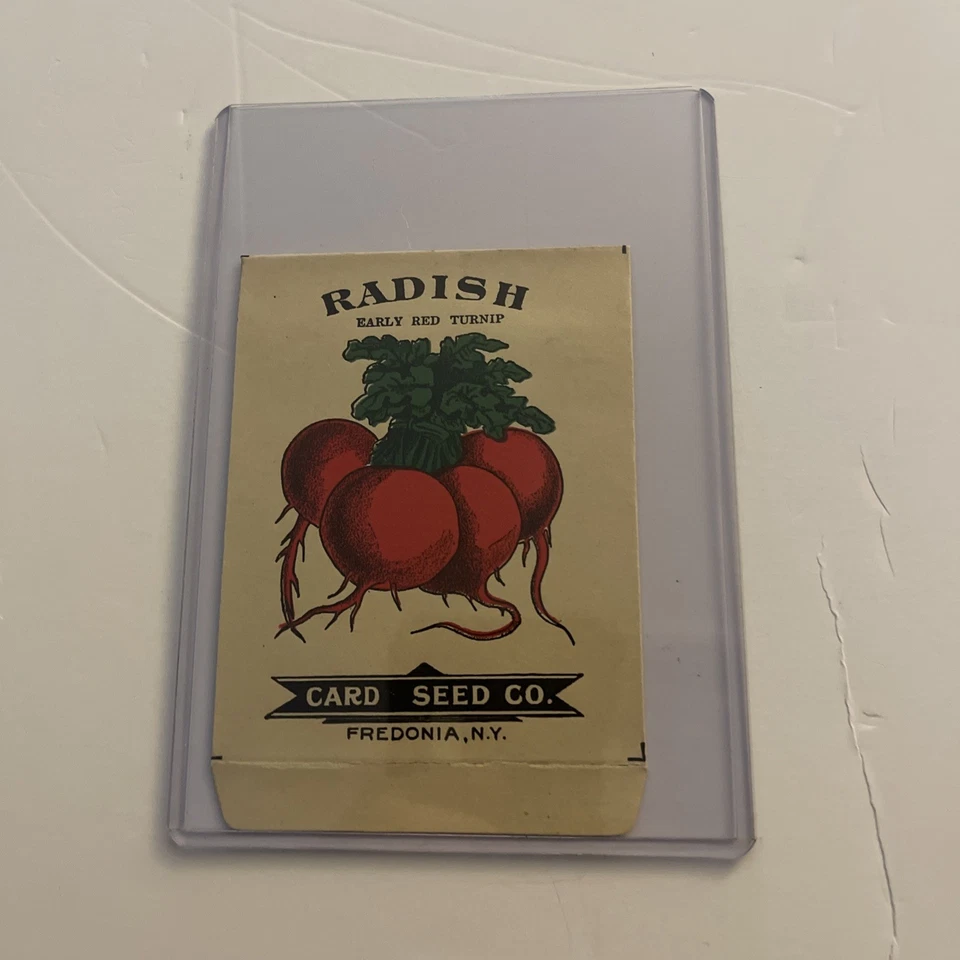 RADISH
EARLY RED TURNIP
CARD SEED CO.
FREDONIA, N.Y.